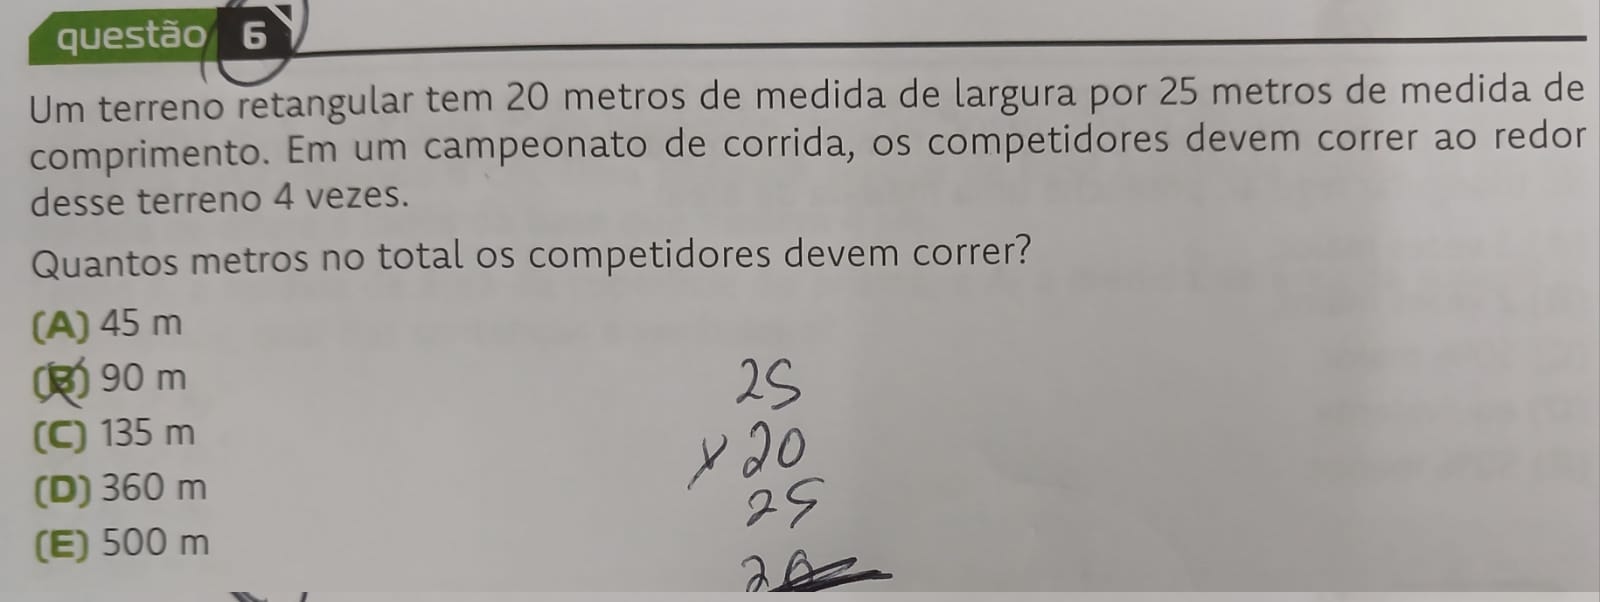 questão 6
Um terreno retangular tem 20 metros de medida de largura por 25 metros de medida de
comprimento. Em um campeonato de corrida, os competidores devem correr ao redor
desse terreno 4 vezes.
Quantos metros no total os competidores devem correr?
(A) 45 m
(B) 90 m
(C) 135 m
(D) 360 m
(E) 500 m
25
x 20
25